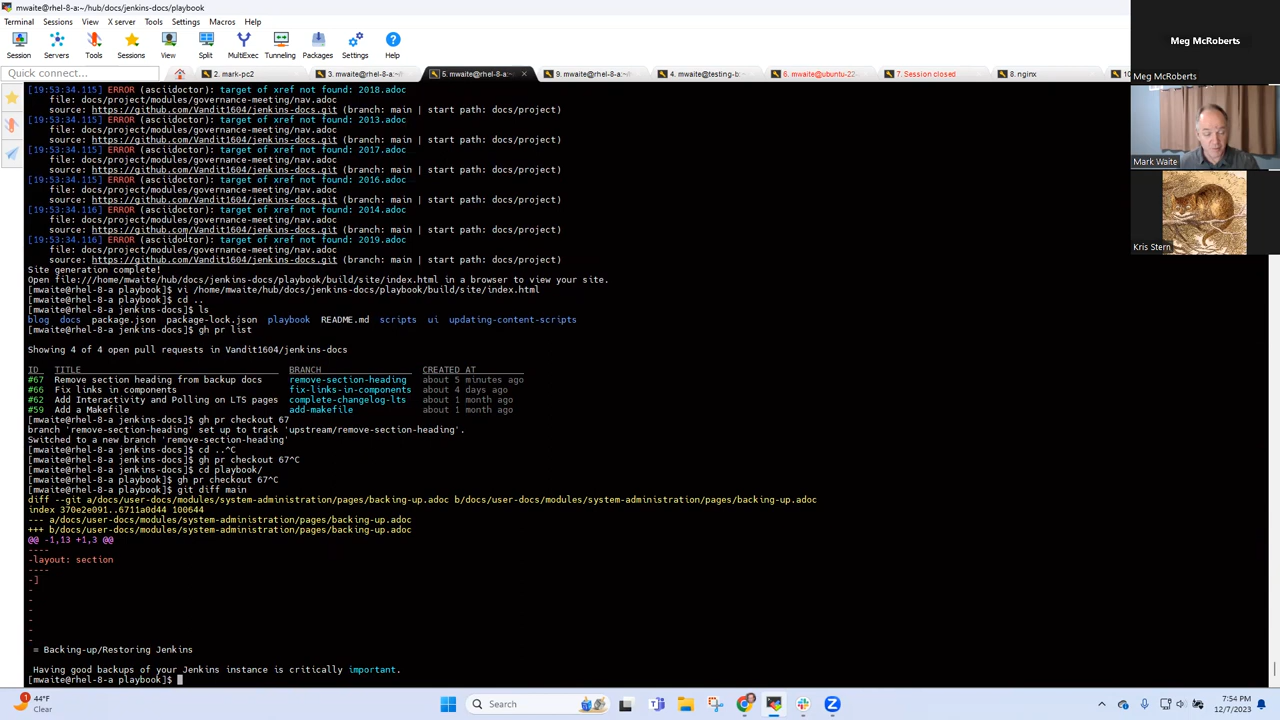 mwaite@rhel-8-a:~/hub/docs/jenkins-docs/playbook
Terminal Sessions View X server Tools Settings Macros Help
Session Servers Tools Sessions View Split MultiExec Tunneling Packages Settings Help
Quick connect...
2. mark-pc2
3. mwaite@rhel-8-a:~/
5. mwaite@rhel-8-a:~
9. mwaite@rhel-8-a:~/
4. mwaite@testing-b:
6. mwaite@ubuntu-22-
7. Session closed
8. nginx
10
[19:53:34.115] ERROR (asciidoctor): target of xref not found: 2018.adoc
file: docs/project/modules/governance-meeting/nav.adoc
source: https://github.com/Vandit1604/jenkins-docs.git (branch: main | start path: docs/project)
[19:53:34.115] ERROR (asciidoctor): target of xref not found: 2013.adoc
file: docs/project/modules/governance-meeting/nav.adoc
source: https://github.com/Vandit1604/jenkins-docs.git (branch: main | start path: docs/project)
[19:53:34.115] ERROR (asciidoctor): target of xref not found: 2017.adoc
file: docs/project/modules/governance-meeting/nav.adoc
source: https://github.com/Vandit1604/jenkins-docs.git (branch: main | start path: docs/project)
[19:53:34.115] ERROR (asciidoctor): target of xref not found: 2016.adoc
file: docs/project/modules/governance-meeting/nav.adoc
source: https://github.com/Vandit1604/jenkins-docs.git (branch: main | start path: docs/project)
[19:53:34.116] ERROR (asciidoctor): target of xref not found: 2014.adoc
file: docs/project/modules/governance-meeting/nav.adoc
source: https://github.com/Vandit1604/jenkins-docs.git (branch: main | start path: docs/project)
[19:53:34.116] ERROR (asciidoctor): target of xref not found: 2019.adoc
file: docs/project/modules/governance-meeting/nav.adoc
source: https://github.com/Vandit1604/jenkins-docs.git (branch: main | start path: docs/project)
Site generation complete!
Open file:///home/mwaite/hub/docs/jenkins-docs/playbook/build/site/index.html in a browser to view your site.
[mwaite@rhel-8-a playbook]$ vi /home/mwaite/hub/docs/jenkins-docs/playbook/build/site/index.html
[mwaite@rhel-8-a playbook]$ cd ..
[mwaite@rhel-8-a jenkins-docs]$ ls
blog docs package.json package-lock.json playbook README.md scripts ui updating-content-scripts
[mwaite@rhel-8-a jenkins-docs]$ gh pr list
Showing 4 of 4 open pull requests in Vandit1604/jenkins-docs
ID TITLE BRANCH CREATED AT
#67 Remove section heading from backup docs remove-section-heading about 5 minutes ago
#66 Fix links in components fix-links-in-components about 4 days ago
#62 Add Interactivity and Polling on LTS pages complete-changelog-lts about 1 month ago
#59 Add a Makefile add-makefile about 1 month ago
[mwaite@rhel-8-a jenkins-docs]$ gh pr checkout 67
branch 'remove-section-heading' set up to track 'upstream/remove-section-heading'.
Switched to a new branch 'remove-section-heading'
[mwaite@rhel-8-a jenkins-docs]$ cd ..^C
[mwaite@rhel-8-a jenkins-docs]$ gh pr checkout 67^C
[mwaite@rhel-8-a jenkins-docs]$ cd playbook/
[mwaite@rhel-8-a playbook]$ gh pr checkout 67^C
[mwaite@rhel-8-a playbook]$ git diff main
diff --git a/docs/user-docs/modules/system-administration/pages/backing-up.adoc b/docs/user-docs/modules/system-administration/pages/backing-up.adoc
index 370e2e091..6711a0d44 100644
--- a/docs/user-docs/modules/system-administration/pages/backing-up.adoc
+++ b/docs/user-docs/modules/system-administration/pages/backing-up.adoc
@@ -1,13 +1,3 @@
----
-layout: section
----
-]
-
-
-
-
-
-
= Backing-up/Restoring Jenkins
Having good backups of your Jenkins instance is critically important.
[mwaite@rhel-8-a playbook]$
Meg McRoberts
Meg McRoberts
Mark Waite
Kris Stern
1
44°F
Clear
Search
7:54 PM
12/7/2023